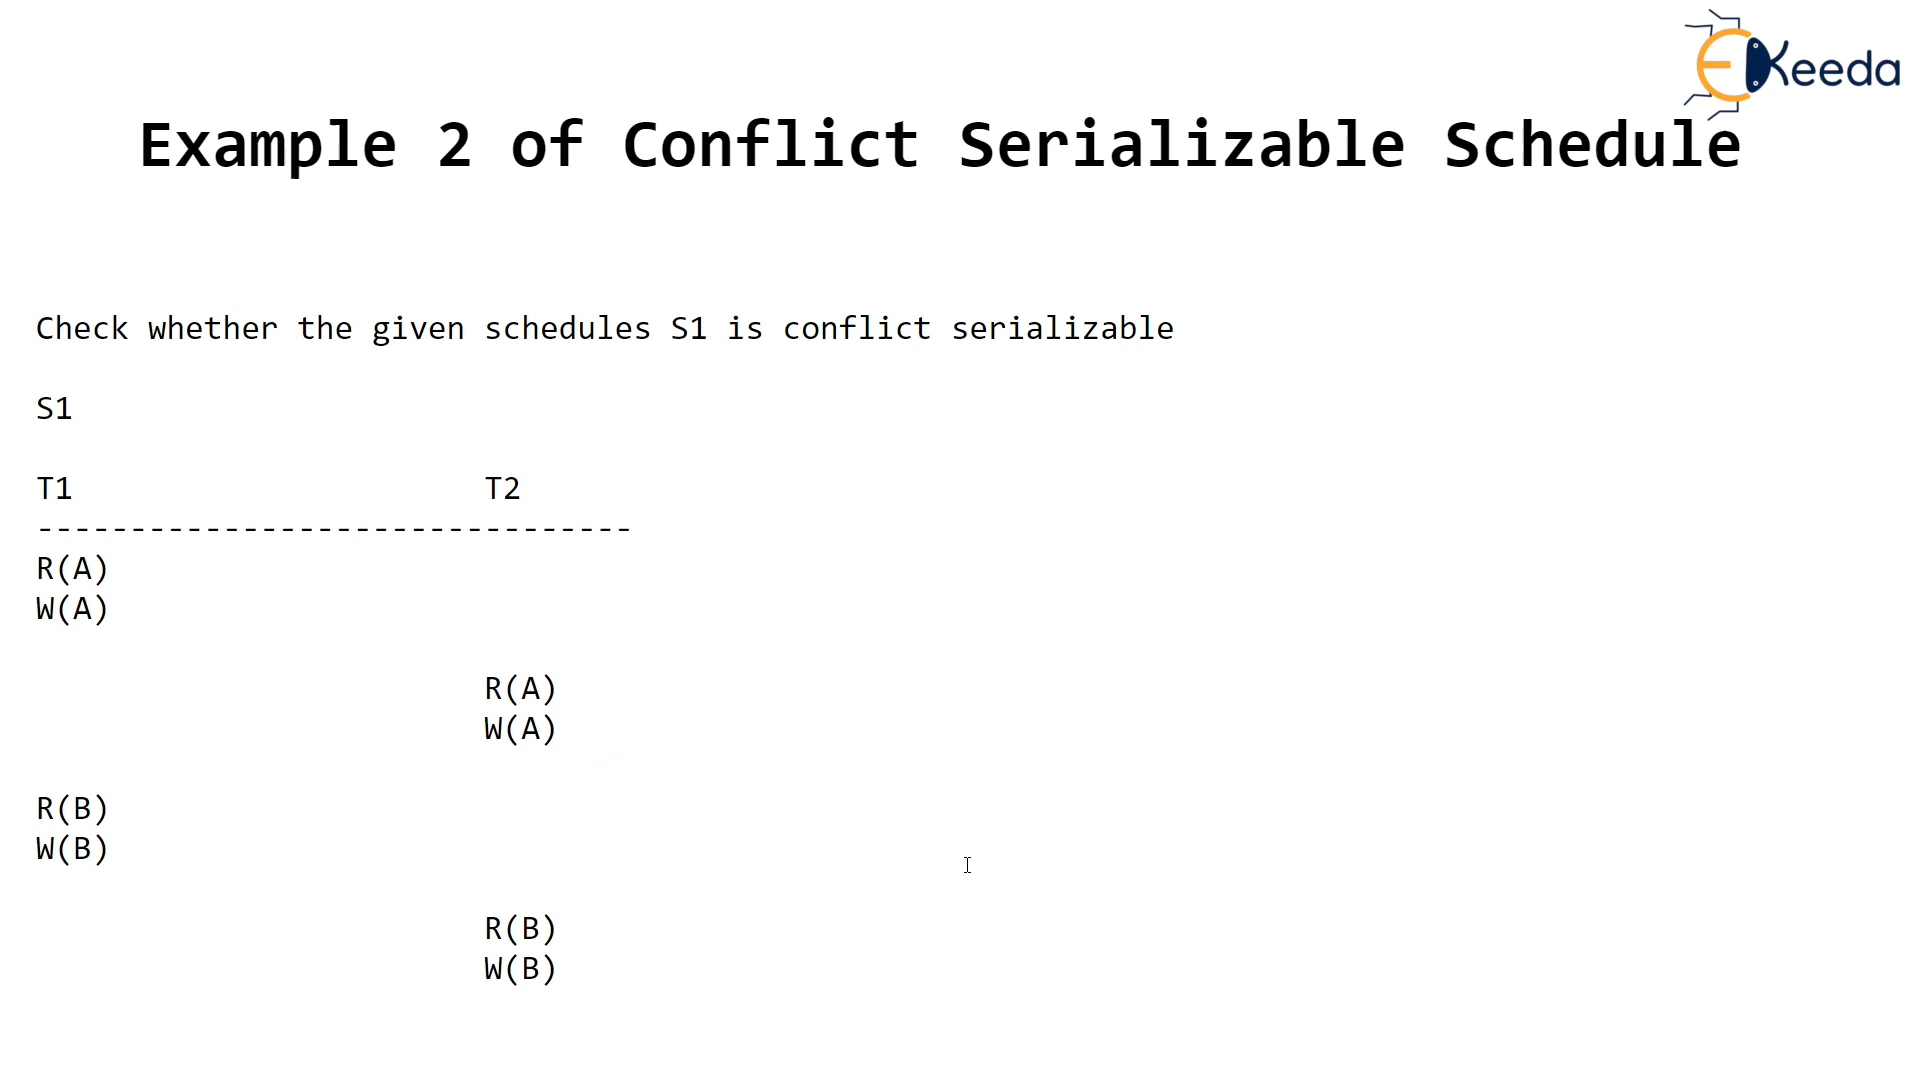 EKeeda
Example 2 of Conflict Serializable Schedule
Check whether the given schedules S1 is conflict serializable
S1
T1 T2
--------------------------------
R(A)
W(A)
R(A)
W(A)
R(B)
W(B)
R(B)
W(B)